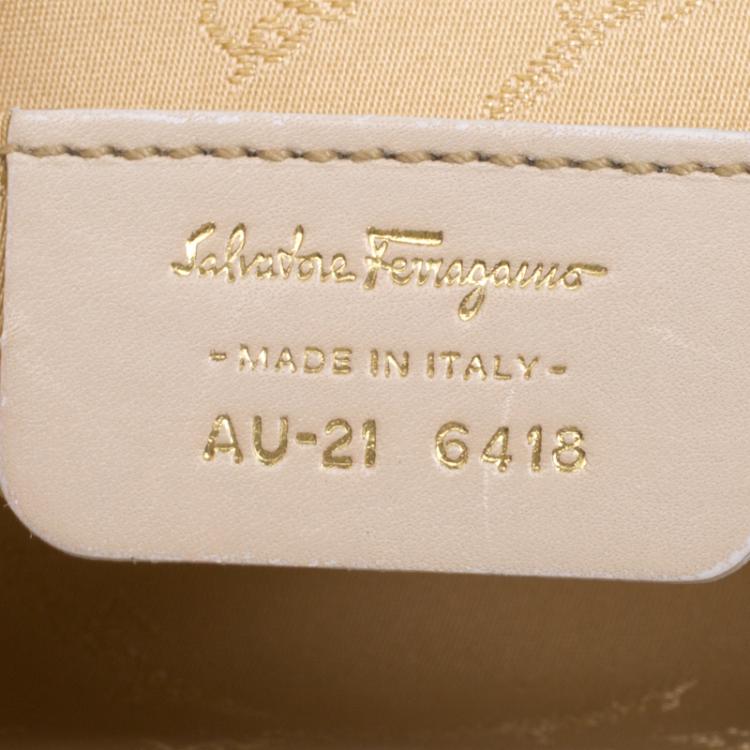 Salvatore Ferragamo
- MADE IN ITALY -
AU-21 6418